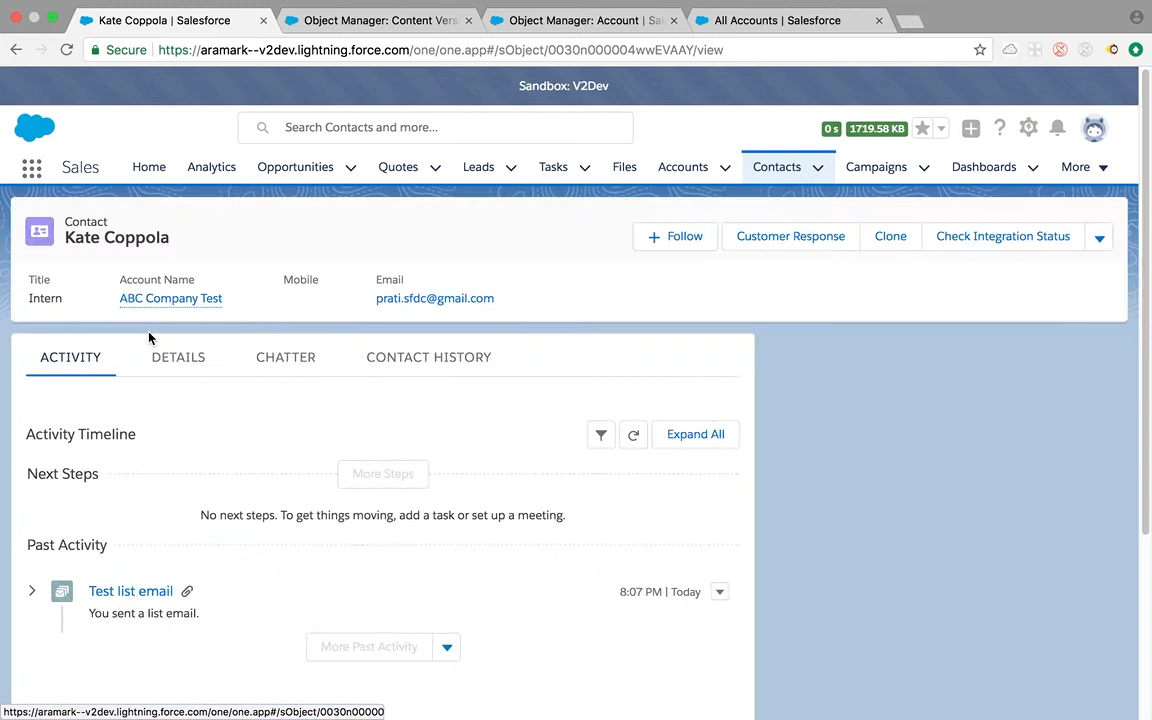 Kate Coppola | Salesforce
Object Manager: Content Vers
Object Manager: Account | Sal
All Accounts | Salesforce
Secure
https://aramark--v2dev.lightning.force.com/one/one.app#/sObject/0030n000004wwEVAAY/view
Sandbox: V2Dev
Search Contacts and more...
0 s
1719.58 KB
Sales
Home
Analytics
Opportunities
Quotes
Leads
Tasks
Files
Accounts
Contacts
Campaigns
Dashboards
More
Contact
Kate Coppola
+ Follow
Customer Response
Clone
Check Integration Status
Title
Account Name
Mobile
Email
Intern
ABC Company Test
prati.sfdc@gmail.com
ACTIVITY
DETAILS
CHATTER
CONTACT HISTORY
Activity Timeline
Expand All
Next Steps
More Steps
No next steps. To get things moving, add a task or set up a meeting.
Past Activity
Test list email
8:07 PM | Today
You sent a list email.
More Past Activity
https://aramark--v2dev.lightning.force.com/one/one.app#/sObject/0030n00000